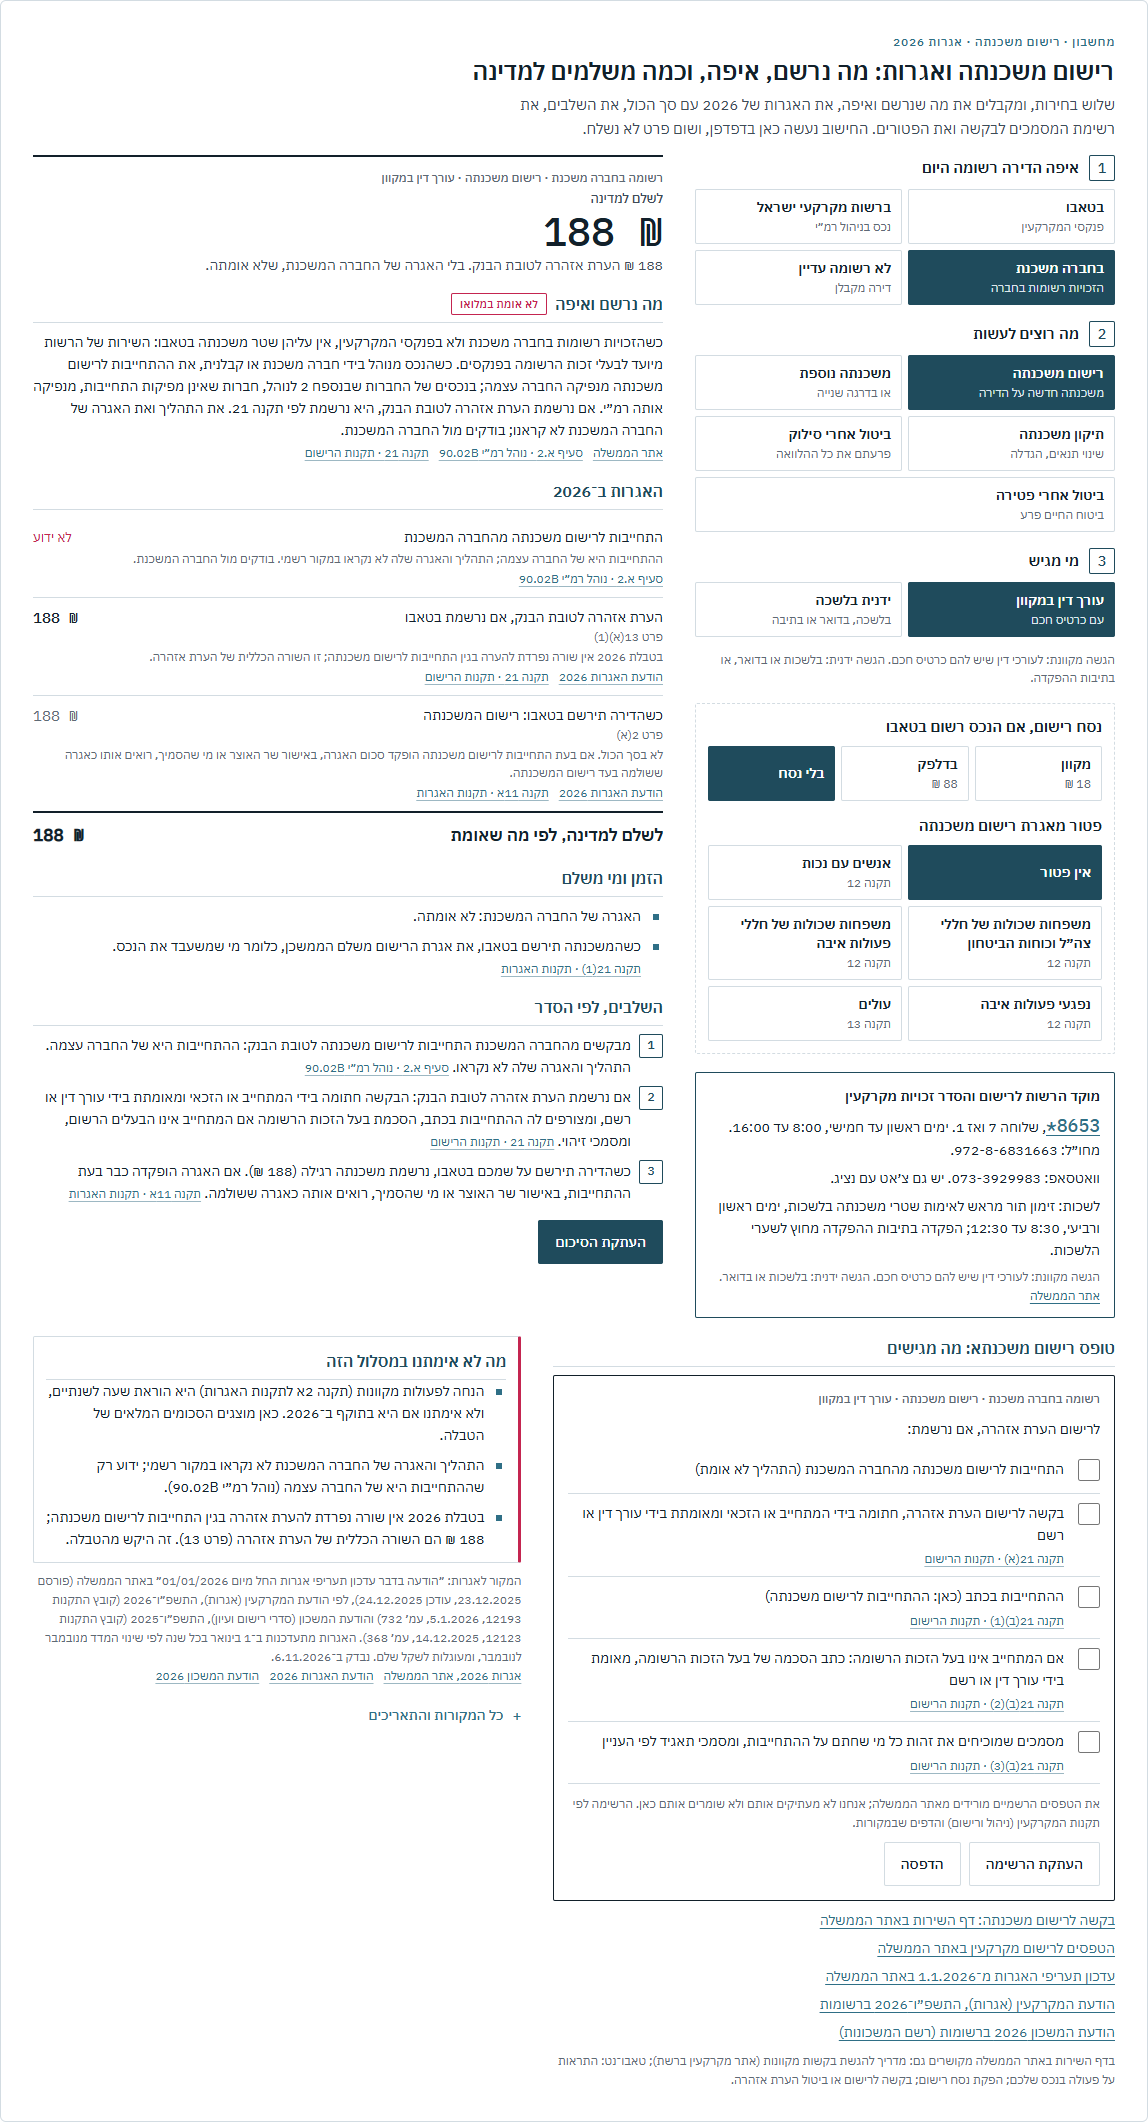 מחשבון · רישום משכנתה · אגרות 2026
רישום משכנתה ואגרות: מה נרשם, איפה, וכמה משלמים למדינה
שלוש בחירות, ומקבלים את מה שנרשם ואיפה, את האגרות של 2026 עם סך הכול, את השלבים, את
רשימת המסמכים לבקשה ואת הפטורים. החישוב נעשה כאן בדפדפן, ושום פרט לא נשלח.
1 איפה הדירה רשומה היום
בטאבו
פנקסי המקרקעין
ברשות מקרקעי ישראל
נכס בניהול רמ״י
בחברה משכנת
הזכויות רשומות בחברה
לא רשומה עדיין
דירה מקבלן
2 מה רוצים לעשות
רישום משכנתה
משכנתה חדשה על הדירה
משכנתה נוספת
או בדרגה שנייה
תיקון משכנתה
שינוי תנאים, הגדלה
ביטול אחרי סילוק
פרעתם את כל ההלוואה
ביטול אחרי פטירה
ביטוח החיים פרע
3 מי מגיש
עורך דין במקוון
עם כרטיס חכם
ידנית בלשכה
בלשכה, בדואר או בתיבה
הגשה מקוונת: לעורכי דין שיש להם כרטיס חכם. הגשה ידנית: בלשכות או בדואר, או
בתיבות ההפקדה.
נסח רישום, אם הנכס רשום בטאבו
מקוון
18 ₪
בדלפק
88 ₪
בלי נסח
פטור מאגרת רישום משכנתה
אין פטור
אנשים עם נכות
תקנה 12
משפחות שכולות של חללי
צה״ל וכוחות הביטחון
תקנה 12
משפחות שכולות של חללי
פעולות איבה
תקנה 12
נפגעי פעולות איבה
תקנה 12
עולים
תקנה 13
מוקד הרשות לרישום והסדר זכויות מקרקעין
*8653, שלוחה 7 ואז 1. ימים ראשון עד חמישי, 8:00 עד 16:00.
מחו״ל: 972-8-6831663.
וואטסאפ: 073-3929983. יש גם צ׳אט עם נציג.
לשכות: זימון תור מראש לאימות שטרי משכנתה בלשכות, ימים ראשון
ורביעי, 8:30 עד 12:30; הפקדה בתיבות ההפקדה מחוץ לשערי
הלשכות.
הגשה מקוונת: לעורכי דין שיש להם כרטיס חכם. הגשה ידנית: בלשכות או בדואר.
אתר הממשלה
רשומה בחברה משכנת · רישום משכנתה · עורך דין במקוון
לשלם למדינה
188 ₪
188 ₪ הערת אזהרה לטובת הבנק. בלי האגרה של החברה המשכנת, שלא אומתה.
מה נרשם ואיפה לא אומת במלואו
כשהזכויות רשומות בחברה משכנת ולא בפנקסי המקרקעין, אין עליהן שטר משכנתה בטאבו: השירות של הרשות
מיועד לבעלי זכות הרשומה בפנקסים. כשהנכס מנוהל בידי חברה משכנת או קבלנית, את ההתחייבות לרישום
משכנתה מנפיקה החברה עצמה; בנכסים של החברות שבנספח 2 לנוהל, חברות שאינן מפיקות התחייבות, מנפיקה
אותה רמ״י. אם נרשמת הערת אזהרה לטובת הבנק, היא נרשמת לפי תקנה 21. את התהליך ואת האגרה של
החברה המשכנת לא קראנו; בודקים מול החברה המשכנת.
אתר הממשלה סעיף א.2 · נוהל רמ״י 90.02B תקנה 21 · תקנות הרישום
האגרות ב־2026
התחייבות לרישום משכנתה מהחברה המשכנת לא ידוע
ההתחייבות היא של החברה עצמה; התהליך והאגרה שלה לא נקראו במקור רשמי. בודקים מול החברה המשכנת.
סעיף א.2 · נוהל רמ״י 90.02B
הערת אזהרה לטובת הבנק, אם נרשמת בטאבו 188 ₪
פרט 13(א)(1)
בטבלת 2026 אין שורה נפרדת להערה בגין התחייבות לרישום משכנתה; זו השורה הכללית של הערת אזהרה.
הודעת האגרות 2026 תקנה 21 · תקנות הרישום
כשהדירה תירשם בטאבו: רישום המשכנתה 188 ₪
פרט 2(א)
לא בסך הכול. אם בעת התחייבות לרישום משכנתה הופקד סכום האגרה, באישור שר האוצר או מי שהסמיך, רואים אותו כאגרה
ששולמה בעד רישום המשכנתה.
הודעת האגרות 2026 תקנה 11א · תקנות האגרות
לשלם למדינה, לפי מה שאומת 188 ₪
הזמן ומי משלם
האגרה של החברה המשכנת: לא אומתה.
כשהמשכנתה תירשם בטאבו, את אגרת הרישום משלם הממשכן, כלומר מי שמשעבד את הנכס.
תקנה 21(1) · תקנות האגרות
השלבים, לפי הסדר
1 מבקשים מהחברה המשכנת התחייבות לרישום משכנתה לטובת הבנק: ההתחייבות היא של החברה עצמה.
התהליך והאגרה שלה לא נקראו. סעיף א.2 · נוהל רמ״י 90.02B
2 אם נרשמת הערת אזהרה לטובת הבנק: הבקשה חתומה בידי המתחייב או הזכאי ומאומתת בידי עורך דין או
רשם, ומצורפים לה ההתחייבות בכתב, הסכמת בעל הזכות הרשומה אם המתחייב אינו הבעלים הרשום,
ומסמכי זיהוי. תקנה 21 · תקנות הרישום
3 כשהדירה תירשם על שמכם בטאבו, נרשמת משכנתה רגילה (188 ₪). אם האגרה הופקדה כבר בעת
ההתחייבות, באישור שר האוצר או מי שהסמיך, רואים אותה כאגרה ששולמה. תקנה 11א · תקנות האגרות
העתקת הסיכום
טופס רישום משכנתא: מה מגישים
רשומה בחברה משכנת · רישום משכנתה · עורך דין במקוון
לרישום הערת אזהרה, אם נרשמת:
התחייבות לרישום משכנתה מהחברה המשכנת (התהליך לא אומת)
בקשה לרישום הערת אזהרה, חתומה בידי המתחייב או הזכאי ומאומתת בידי עורך דין או
רשם
תקנה 21(א) · תקנות הרישום
ההתחייבות בכתב (כאן: ההתחייבות לרישום משכנתה)
תקנה 21(ב)(1) · תקנות הרישום
אם המתחייב אינו בעל הזכות הרשומה: כתב הסכמה של בעל הזכות הרשומה, מאומת
בידי עורך דין או רשם
תקנה 21(ב)(2) · תקנות הרישום
מסמכים שמוכיחים את זהות כל מי שחתם על ההתחייבות, ומסמכי תאגיד לפי העניין
תקנה 21(ב)(3) · תקנות הרישום
את הטפסים הרשמיים מורידים מאתר הממשלה; אנחנו לא מעתיקים אותם ולא שומרים אותם כאן. הרשימה לפי
תקנות המקרקעין (ניהול ורישום) והדפים שבמקורות.
העתקת הרשימה
הדפסה
בקשה לרישום משכנתה: דף השירות באתר הממשלה
הטפסים לרישום מקרקעין באתר הממשלה
עדכון תעריפי האגרות מ־1.1.2026 באתר הממשלה
הודעת המקרקעין (אגרות), התשפ״ו־2026 ברשומות
הודעת המשכון 2026 ברשומות (רשם המשכונות)
בדף השירות באתר הממשלה מקושרים גם: מדריך להגשת בקשות מקוונות (אתר מקרקעין ברשת); טאבו־נט: התראות
על פעולה בנכס שלכם; הפקת נסח רישום; בקשה לרישום או ביטול הערת אזהרה.
מה לא אימתנו במסלול הזה
הנחה לפעולות מקוונות (תקנה 2א לתקנות האגרות) היא הוראת שעה לשנתיים,
ולא אימתנו אם היא בתוקף ב־2026. כאן מוצגים הסכומים המלאים של
הטבלה.
התהליך והאגרה של החברה המשכנת לא נקראו במקור רשמי; ידוע רק
שההתחייבות היא של החברה עצמה (נוהל רמ״י 90.02B).
בטבלת 2026 אין שורה נפרדת להערת אזהרה בגין התחייבות לרישום משכנתה;
188 ₪ הם השורה הכללית של הערת אזהרה (פרט 13). זה היקש מהטבלה.
המקור לאגרות: ״הודעה בדבר עדכון תעריפי אגרות החל מיום 01/01/2026״ באתר הממשלה (פורסם
23.12.2025, עודכן 24.12.2025), לפי הודעת המקרקעין (אגרות), התשפ״ו־2026 (קובץ התקנות
12193, 5.1.2026, עמ׳ 732) והודעת המשכון (סדרי רישום ועיון), התשפ״ו־2025 (קובץ התקנות
12123, 14.12.2025, עמ׳ 368). האגרות מתעדכנות ב־1 בינואר בכל שנה לפי שינוי המדד מנובמבר
לנובמבר, ומעוגלות לשקל שלם. נבדק ב־6.11.2026.
אגרות 2026, אתר הממשלה הודעת האגרות 2026 הודעת המשכון 2026
+ כל המקורות והתאריכים